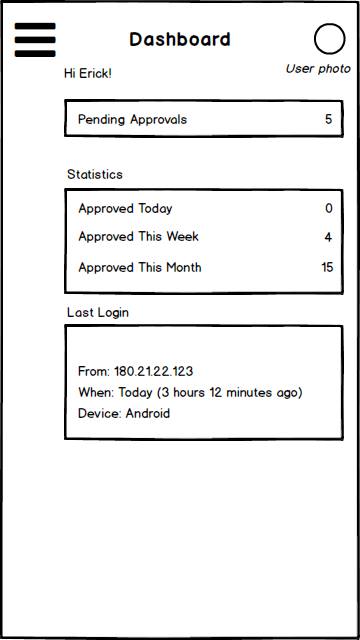 Dashboard
User photo
Hi Erick!
Pending Approvals 5
Statistics
Approved Today 0
Approved This Week 4
Approved This Month 15
Last Login
From: 180.21.22.123
When: Today (3 hours 12 minutes ago)
Device: Android